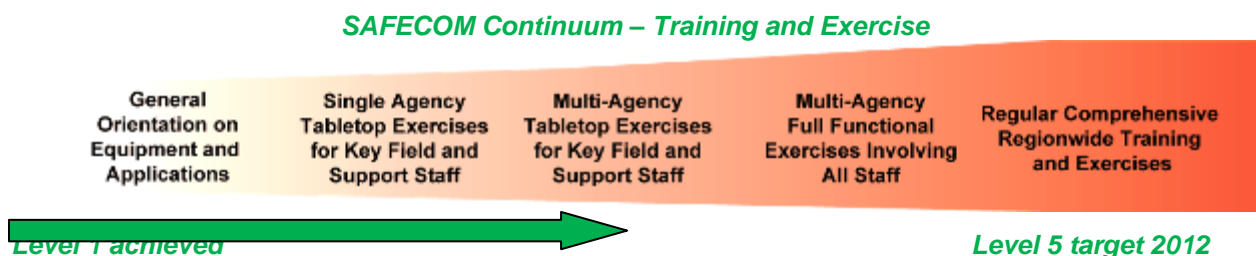 SAFECOM Continuum – Training and Exercise
General
Orientation on
Equipment and
Applications
Single Agency
Tabletop Exercises
for Key Field and
Support Staff
Multi-Agency
Tabletop Exercises
for Key Field and
Support Staff
Multi-Agency
Full Functional
Exercises Involving
All Staff
Regular Comprehensive
Regionwide Training
and Exercises
Level 1 achieved
Level 5 target 2012